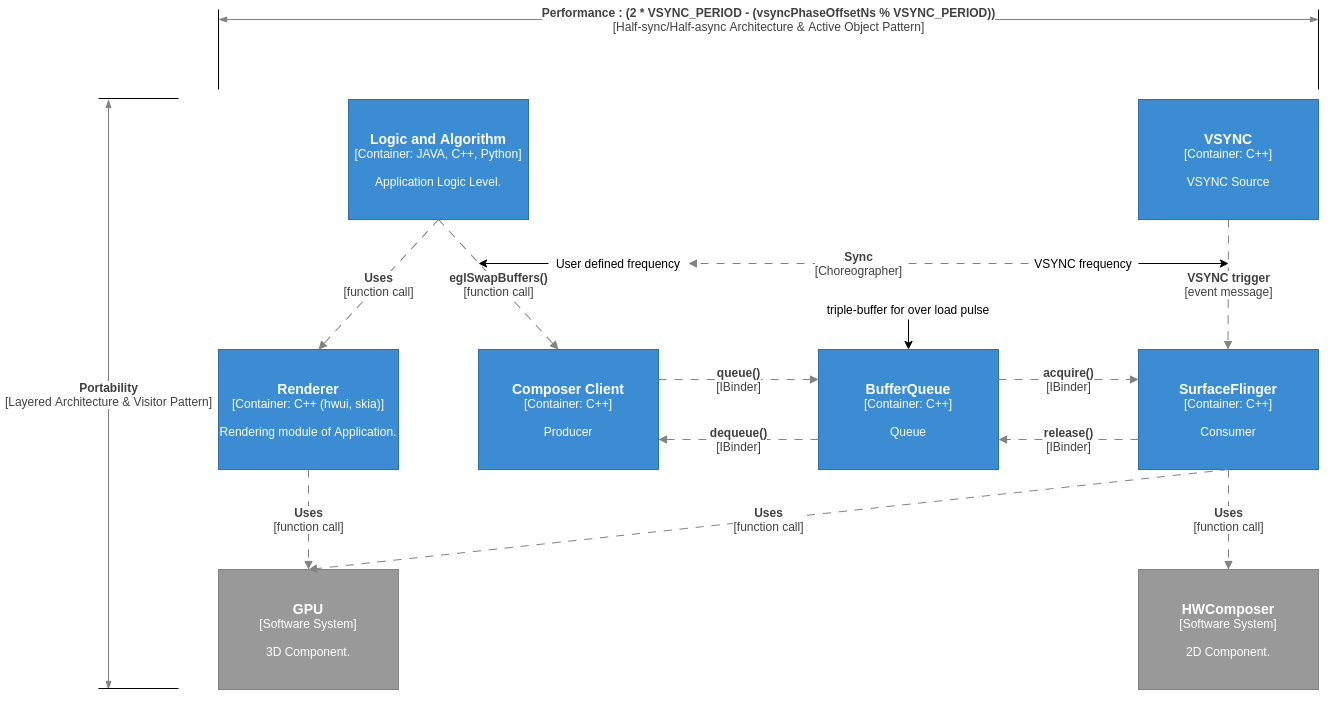 Performance : (2 * VSYNC_PERIOD - (vsyncPhaseOffsetNs % VSYNC_PERIOD))
[Half-sync/Half-async Architecture & Active Object Pattern]
Logic and Algorithm
[Container: JAVA, C++, Python]
Application Logic Level.
VSYNC
[Container: C++]
VSYNC Source
User defined frequency
Sync
[Choreographer]
VSYNC frequency
Uses
[function call]
eglSwapBuffers()
[function call]
VSYNC trigger
[event message]
triple-buffer for over load pulse
Portability
[Layered Architecture & Visitor Pattern]
Renderer
[Container: C++ (hwui, skia)]
Rendering module of Application.
Composer Client
[Container: C++]
Producer
queue()
[IBinder]
dequeue()
[IBinder]
BufferQueue
[Container: C++]
Queue
acquire()
[IBinder]
release()
[IBinder]
SurfaceFlinger
[Container: C++]
Consumer
Uses
[function call]
Uses
[function call]
Uses
[function call]
GPU
[Software System]
3D Component.
HWComposer
[Software System]
2D Component.